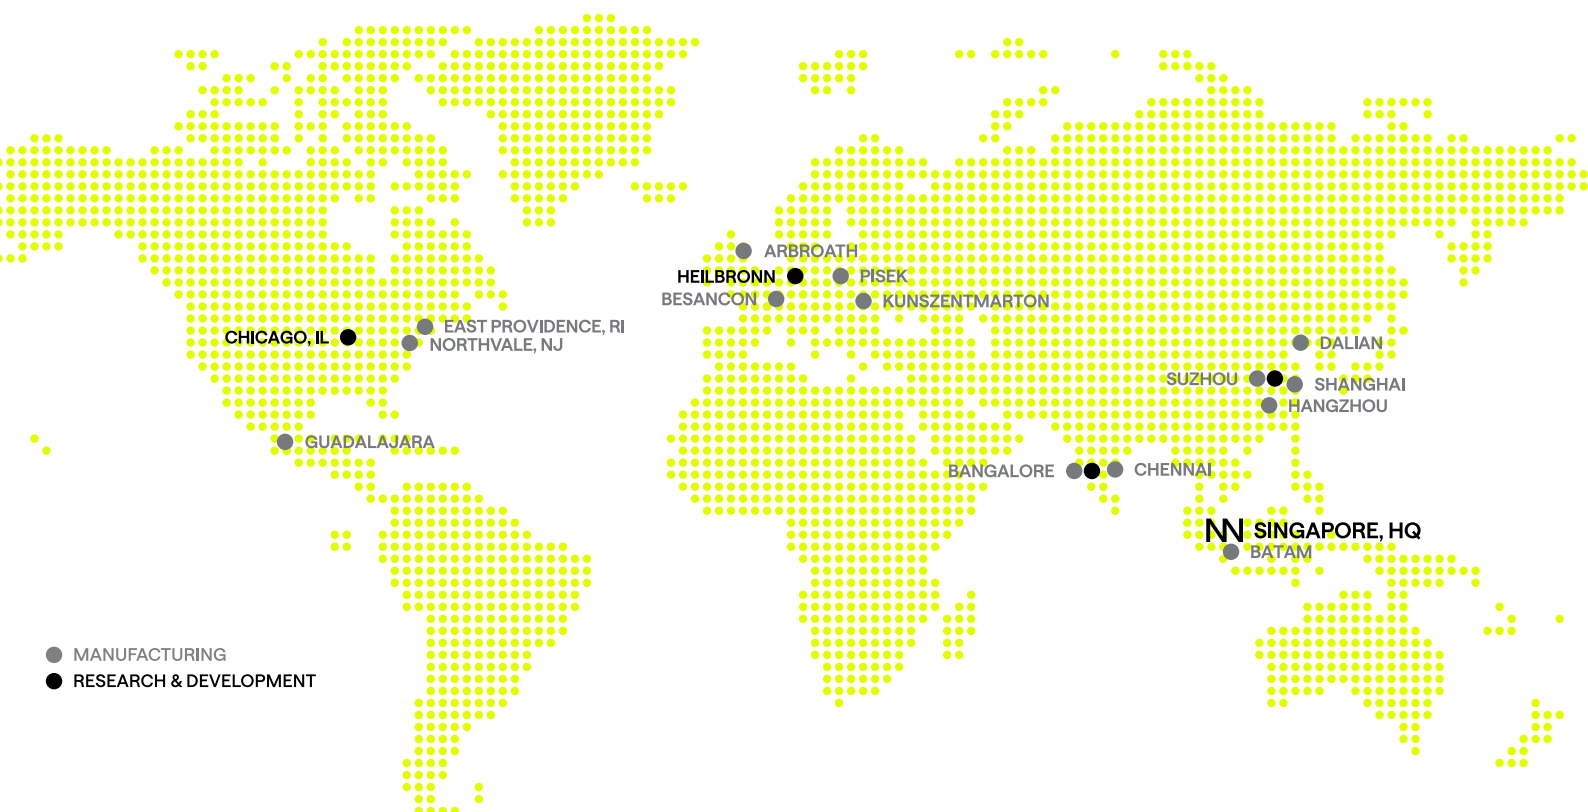 ARBROATH
HEILBRONN
PISEK
BESANCON
KUNSZENTMARTON
EAST PROVIDENCE, RI
CHICAGO, IL
NORTHVALE, NJ
DALIAN
SUZHOU
SHANGHAI
HANGZHOU
GUADALAJARA
BANGALORE
CHENNAI
SINGAPORE, HQ
BATAM
MANUFACTURING
RESEARCH & DEVELOPMENT